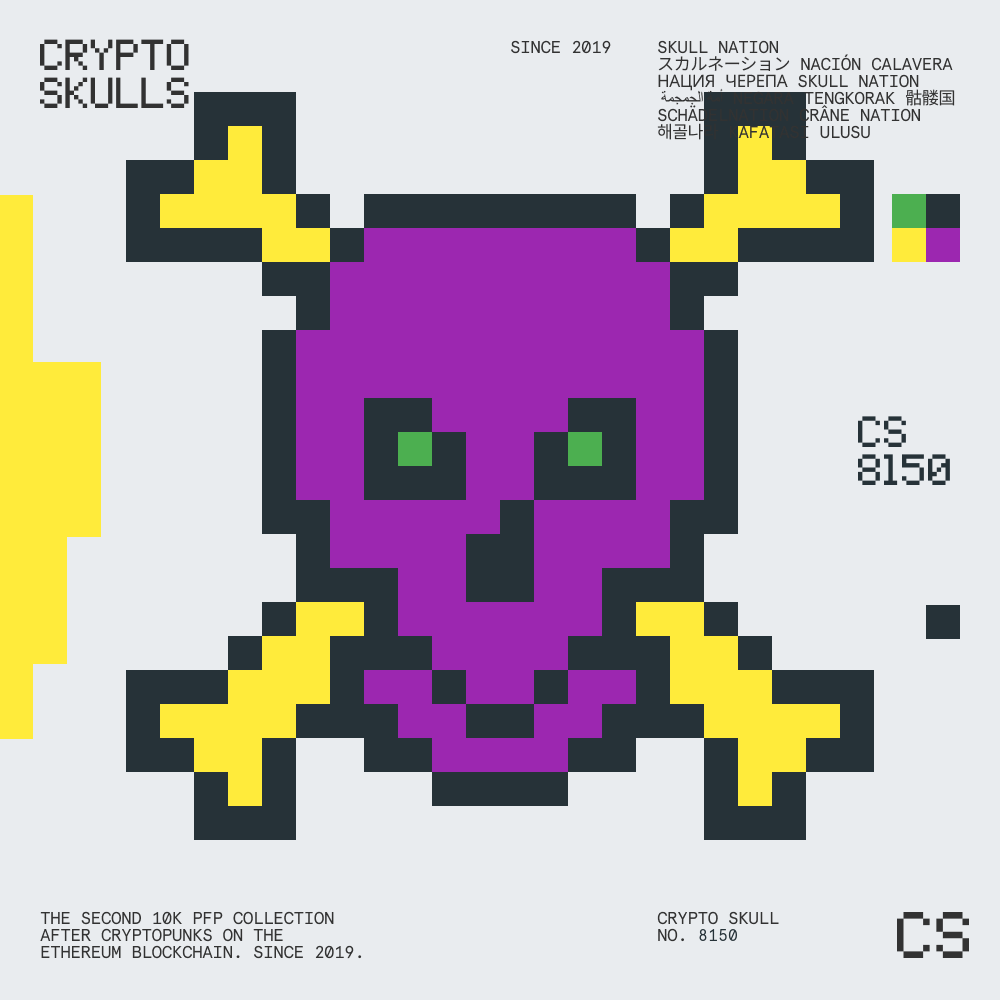 CRYPTO
SKULLS
SINCE 2019
SKULL NATION
スカルネーション NACIÓN CALAVERA
НАЦИЯ ЧЕРЕПА SKULL NATION
الجمجمة TENGKORAK 骷髅国
CRÂNE NATION
해골 ULUSU
CS
8150
THE SECOND 10K PFP COLLECTION
AFTER CRYPTOPUNKS ON THE
ETHEREUM BLOCKCHAIN. SINCE 2019.
CRYPTO SKULL
NO. 8150
CS